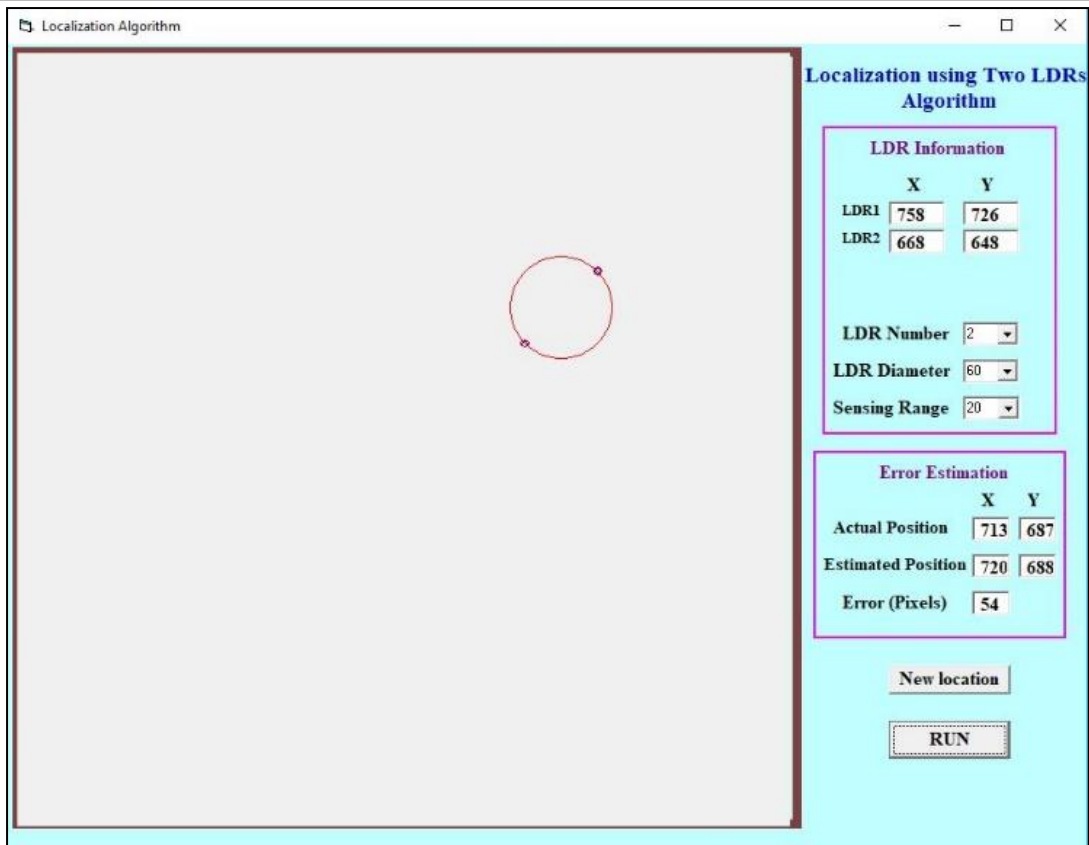 Localization Algorithm
Localization using Two LDRs
Algorithm
LDR Information
X Y
LDR1 758 726
LDR2 668 648
LDR Number 2
LDR Diameter 60
Sensing Range 20
Error Estimation
X Y
Actual Position 713 687
Estimated Position 720 688
Error (Pixels) 54
New location
RUN